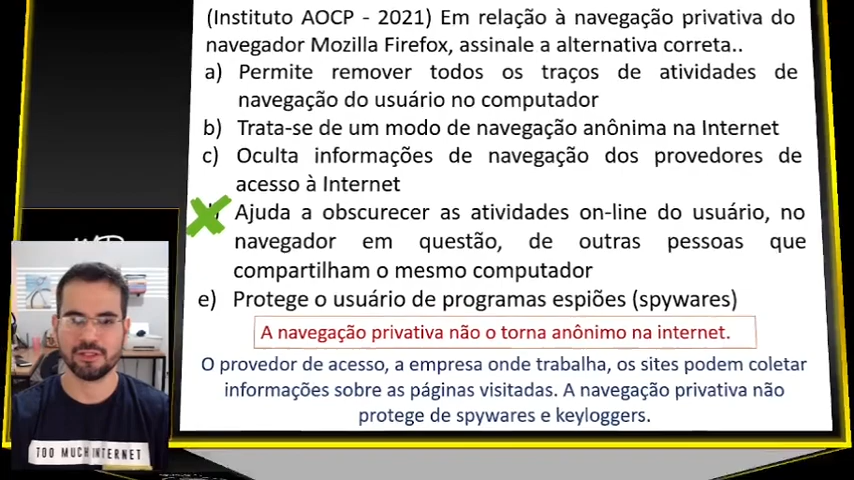 (Instituto AOCP - 2021) Em relação à navegação privativa do
navegador Mozilla Firefox, assinale a alternativa correta..
a) Permite remover todos os traços de atividades de
navegação do usuário no computador
b) Trata-se de um modo de navegação anônima na Internet
c) Oculta informações de navegação dos provedores de
acesso à Internet
Ajuda a obscurecer as atividades on-line do usuário, no
navegador em questão, de outras pessoas que
compartilham o mesmo computador
e) Protege o usuário de programas espiões (spywares)
A navegação privativa não o torna anônimo na internet.
O provedor de acesso, a empresa onde trabalha, os sites podem coletar
informações sobre as páginas visitadas. A navegação privativa não
protege de spywares e keyloggers.
TOO MUCH INTERNET